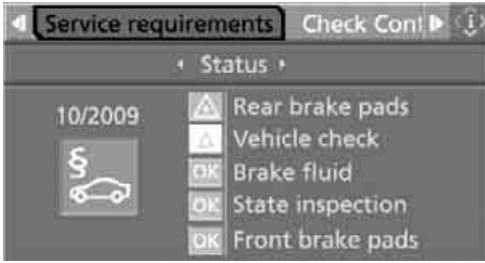 Service requirements Check Cont
Status
10/2009
Rear brake pads
Vehicle check
§
OK Brake fluid
OK State inspection
OK Front brake pads